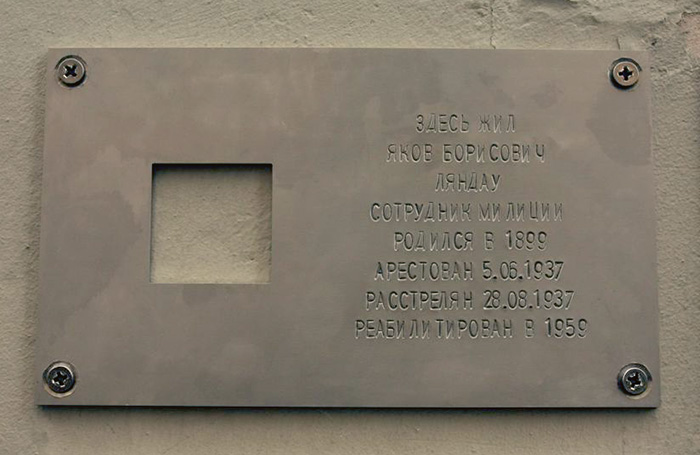 ЗДЕСЬ ЖИЛ
ЯКОВ БОРИСОВИЧ
ЛЯНДАУ
СОТРУДНИК МИЛИЦИИ
РОДИЛСЯ В 1899
АРЕСТОВАН 5.06.1937
РАССТРЕЛЯН 28.08.1937
РЕАБИЛИТИРОВАН В 1959